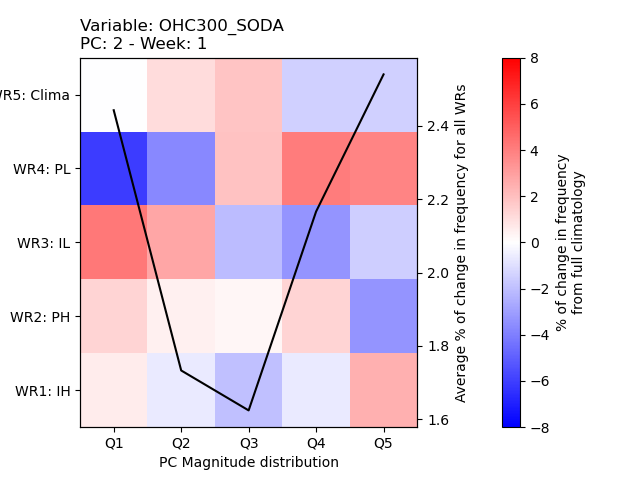 Variable: OHC300_SODA
PC: 2 - Week: 1
WR5: Clima
WR4: PL
WR3: IL
WR2: PH
WR1: IH
Q1 Q2 Q3 Q4 Q5
PC Magnitude distribution
2.4
2.2
2.0
1.8
1.6
Average % of change in frequency for all WRs
8
6
4
2
0
−2
−4
−6
−8
% of change in frequency
from full climatology